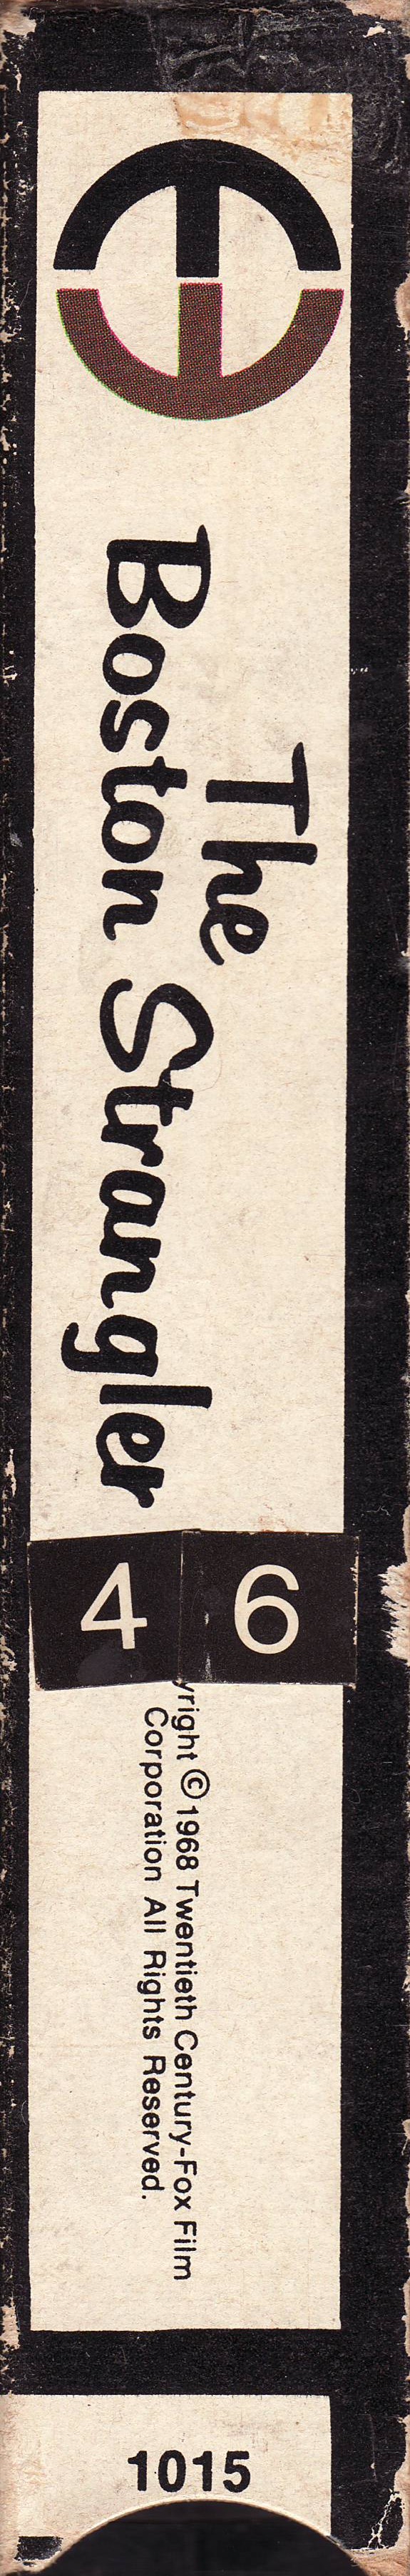 The
Boston Strangler
4 6
yright © 1968 Twentieth Century-Fox Film
Corporation All Rights Reserved.
1015